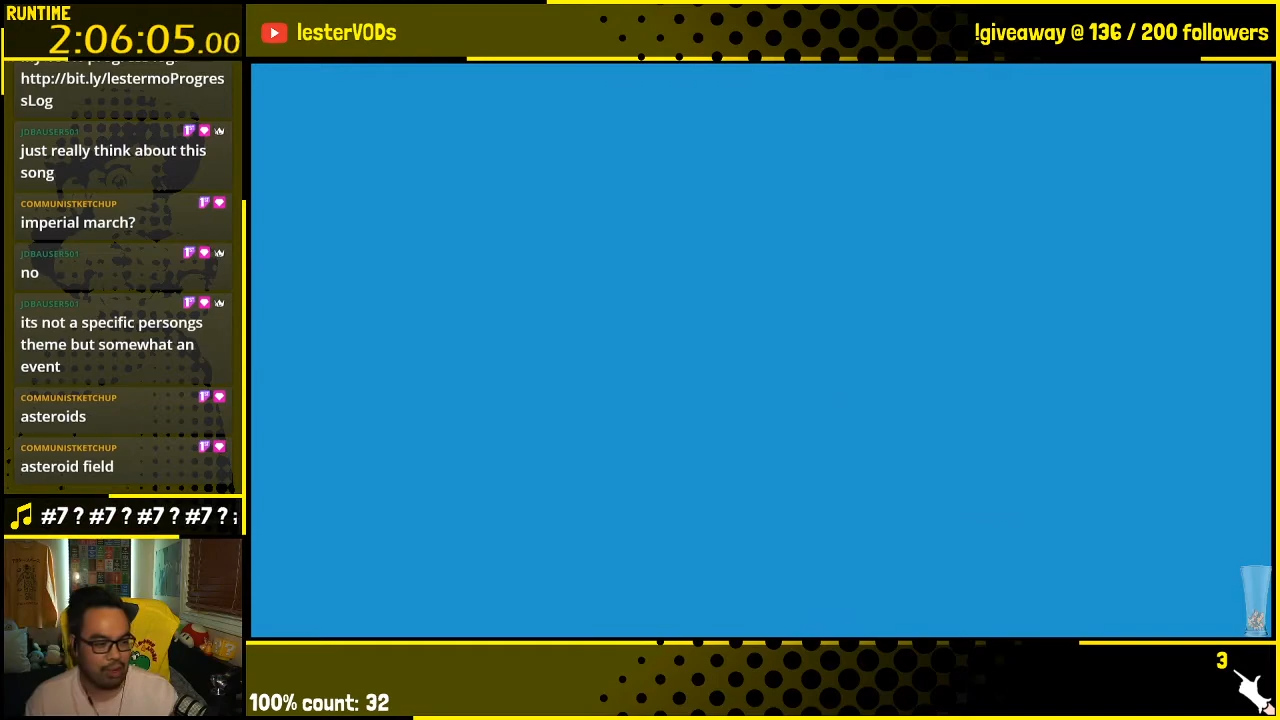 RUNTIME
2:06:05.00
lesterVODs
!giveaway @ 136 / 200 followers
http://bit.ly/lestermoProgres
sLog
JDBAUSER501
just really think about this
song
COMMUNISTKETCHUP
imperial march?
JDBAUSER501
no
JDBAUSER501
its not a specific persongs
theme but somewhat an
event
COMMUNISTKETCHUP
asteroids
COMMUNISTKETCHUP
asteroid field
#7 ? #7 ? #7 ? #7 ?
3
100% count: 32